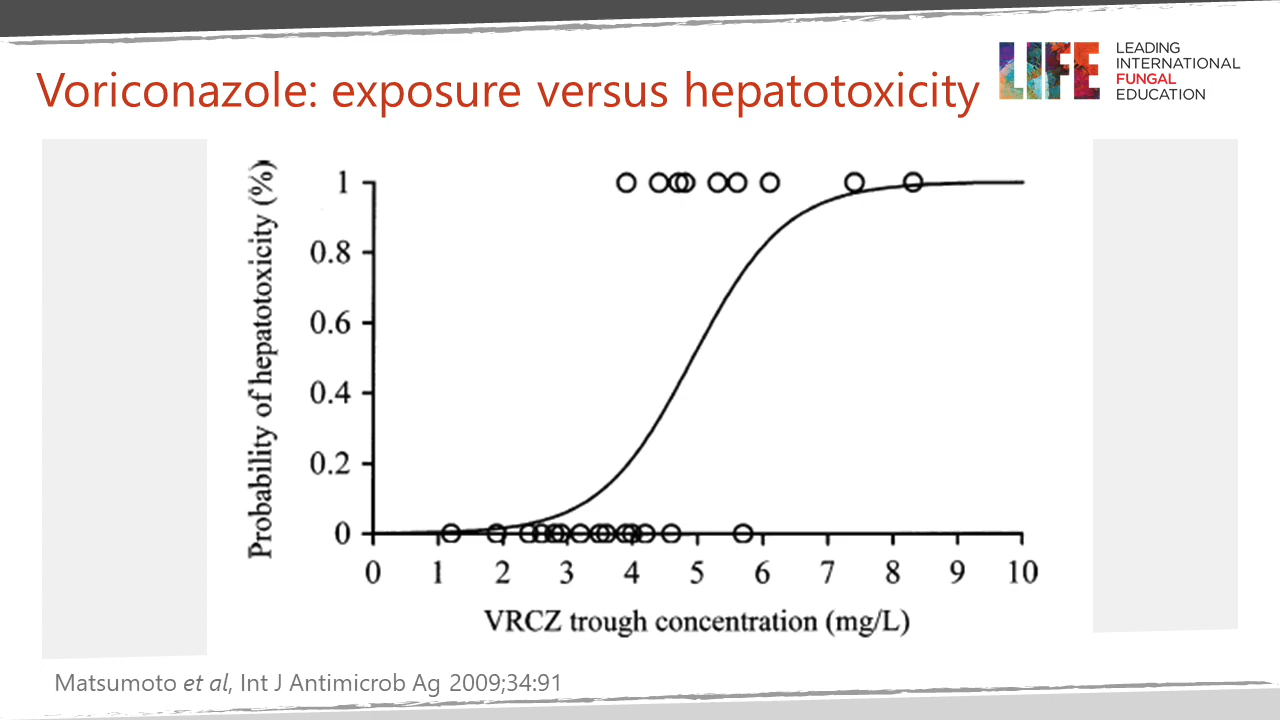 Voriconazole: exposure versus hepatotoxicity
LIFE
LEADING
INTERNATIONAL
FUNGAL
EDUCATION
Probability of hepatotoxicity (%)
1
0.8
0.6
0.4
0.2
0
0 1 2 3 4 5 6 7 8 9 10
VRCZ trough concentration (mg/L)
Matsumoto et al, Int J Antimicrob Ag 2009;34:91